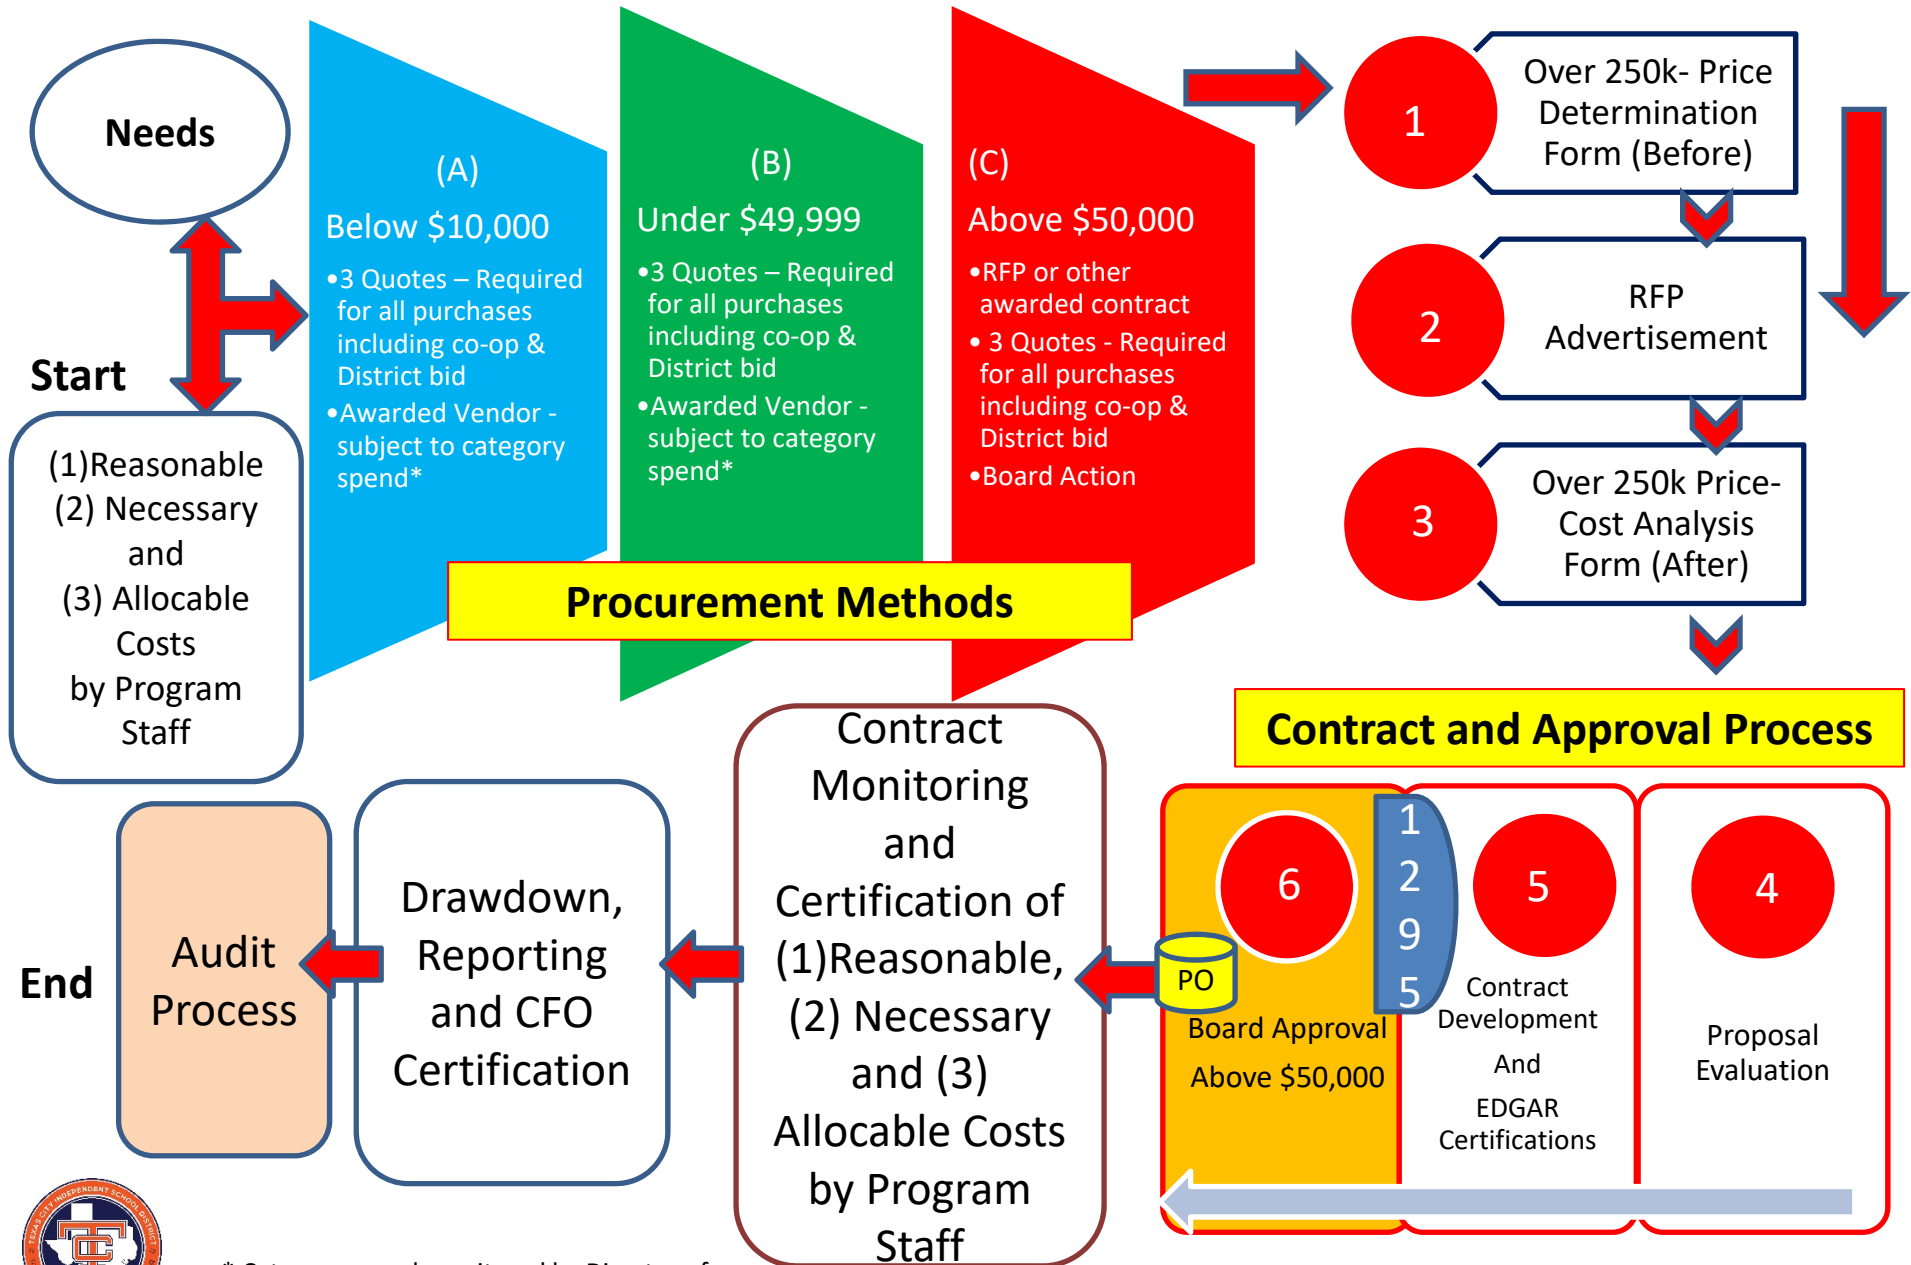 Needs
Start
(1)Reasonable
(2) Necessary
and
(3) Allocable
Costs
by Program
Staff
(A)
Below $10,000
•3 Quotes – Required
for all purchases
including co-op &
District bid
•Awarded Vendor -
subject to category
spend*
(B)
Under $49,999
•3 Quotes – Required
for all purchases
including co-op &
District bid
•Awarded Vendor -
subject to category
spend*
(C)
Above $50,000
•RFP or other
awarded contract
• 3 Quotes - Required
for all purchases
including co-op &
District bid
•Board Action
Procurement Methods
1
Over 250k- Price
Determination
Form (Before)
2
RFP
Advertisement
3
Over 250k Price-
Cost Analysis
Form (After)
Contract and Approval Process
4
Proposal
Evaluation
5
Contract
Development
And
EDGAR
Certifications
1
2
9
5
6
Board Approval
Above $50,000
PO
Contract
Monitoring
and
Certification of
(1)Reasonable,
(2) Necessary
and (3)
Allocable Costs
by Program
Staff
Drawdown,
Reporting
and CFO
Certification
Audit
Process
End
TEXAS CITY INDEPENDENT SCHOOL DISTRICT
TC